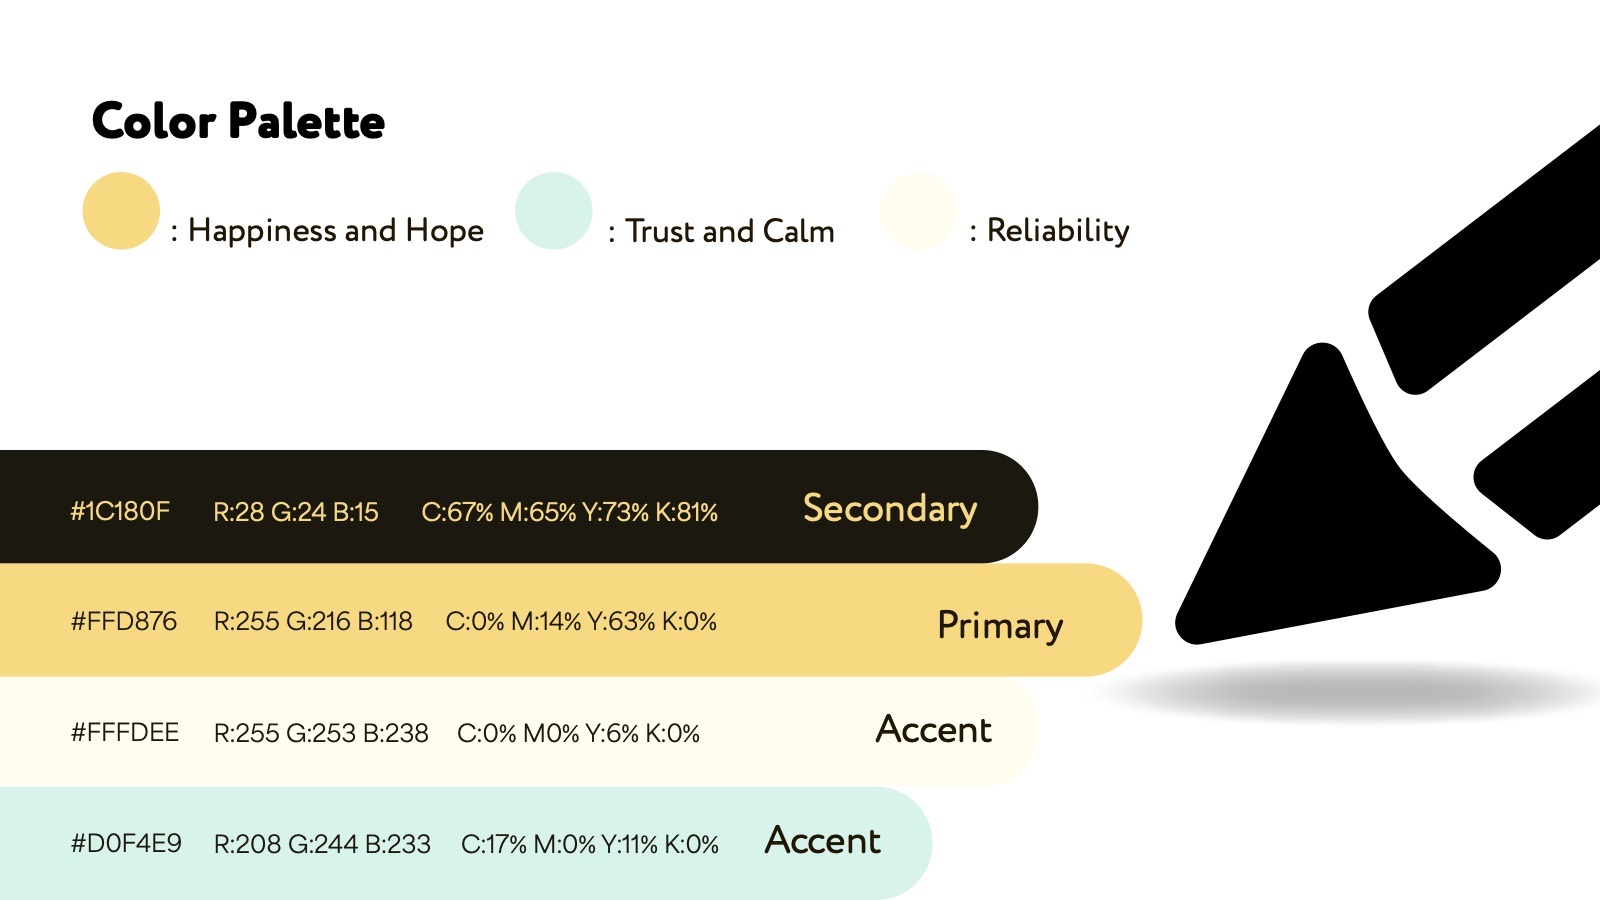 Color Palette
: Happiness and Hope : Trust and Calm : Reliability
#1C180F R:28 G:24 B:15 C:67% M:65% Y:73% K:81% Secondary
#FFD876 R:255 G:216 B:118 C:0% M:14% Y:63% K:0% Primary
#FFFDEE R:255 G:253 B:238 C:0% M0% Y:6% K:0% Accent
#D0F4E9 R:208 G:244 B:233 C:17% M:0% Y:11% K:0% Accent